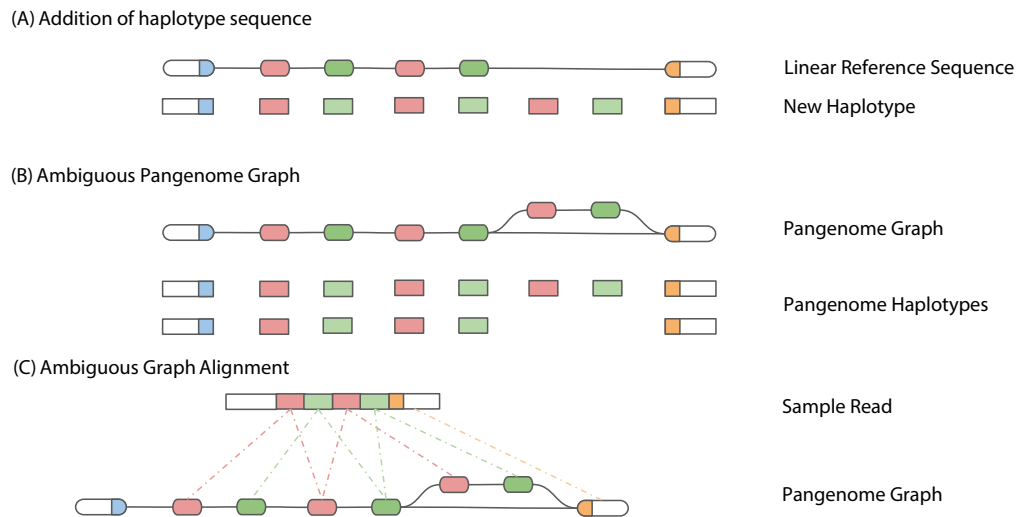 (A) Addition of haplotype sequence
Linear Reference Sequence
New Haplotype
(B) Ambiguous Pangenome Graph
Pangenome Graph
Pangenome Haplotypes
(C) Ambiguous Graph Alignment
Sample Read
Pangenome Graph